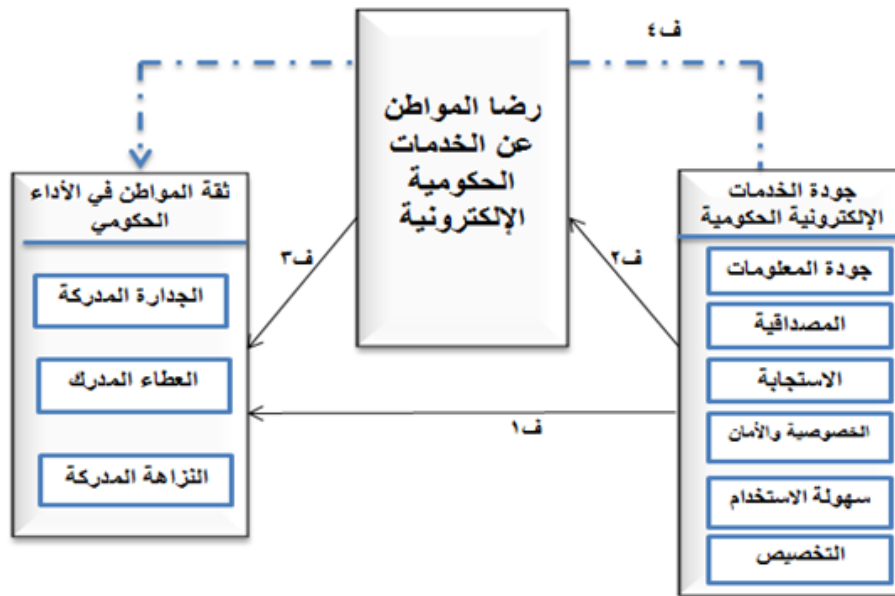 ف٤
رضا المواطن
عن الخدمات
الحكومية
الإلكترونية
جودة الخدمات
الإلكترونية الحكومية
جودة المعلومات
المصداقية
الاستجابة
الخصوصية والأمان
سهولة الاستخدام
التخصيص
ف٢
ف٣
ف١
ثقة المواطن في الأداء
الحكومي
الجدارة المدركة
العطاء المدرك
النزاهة المدركة